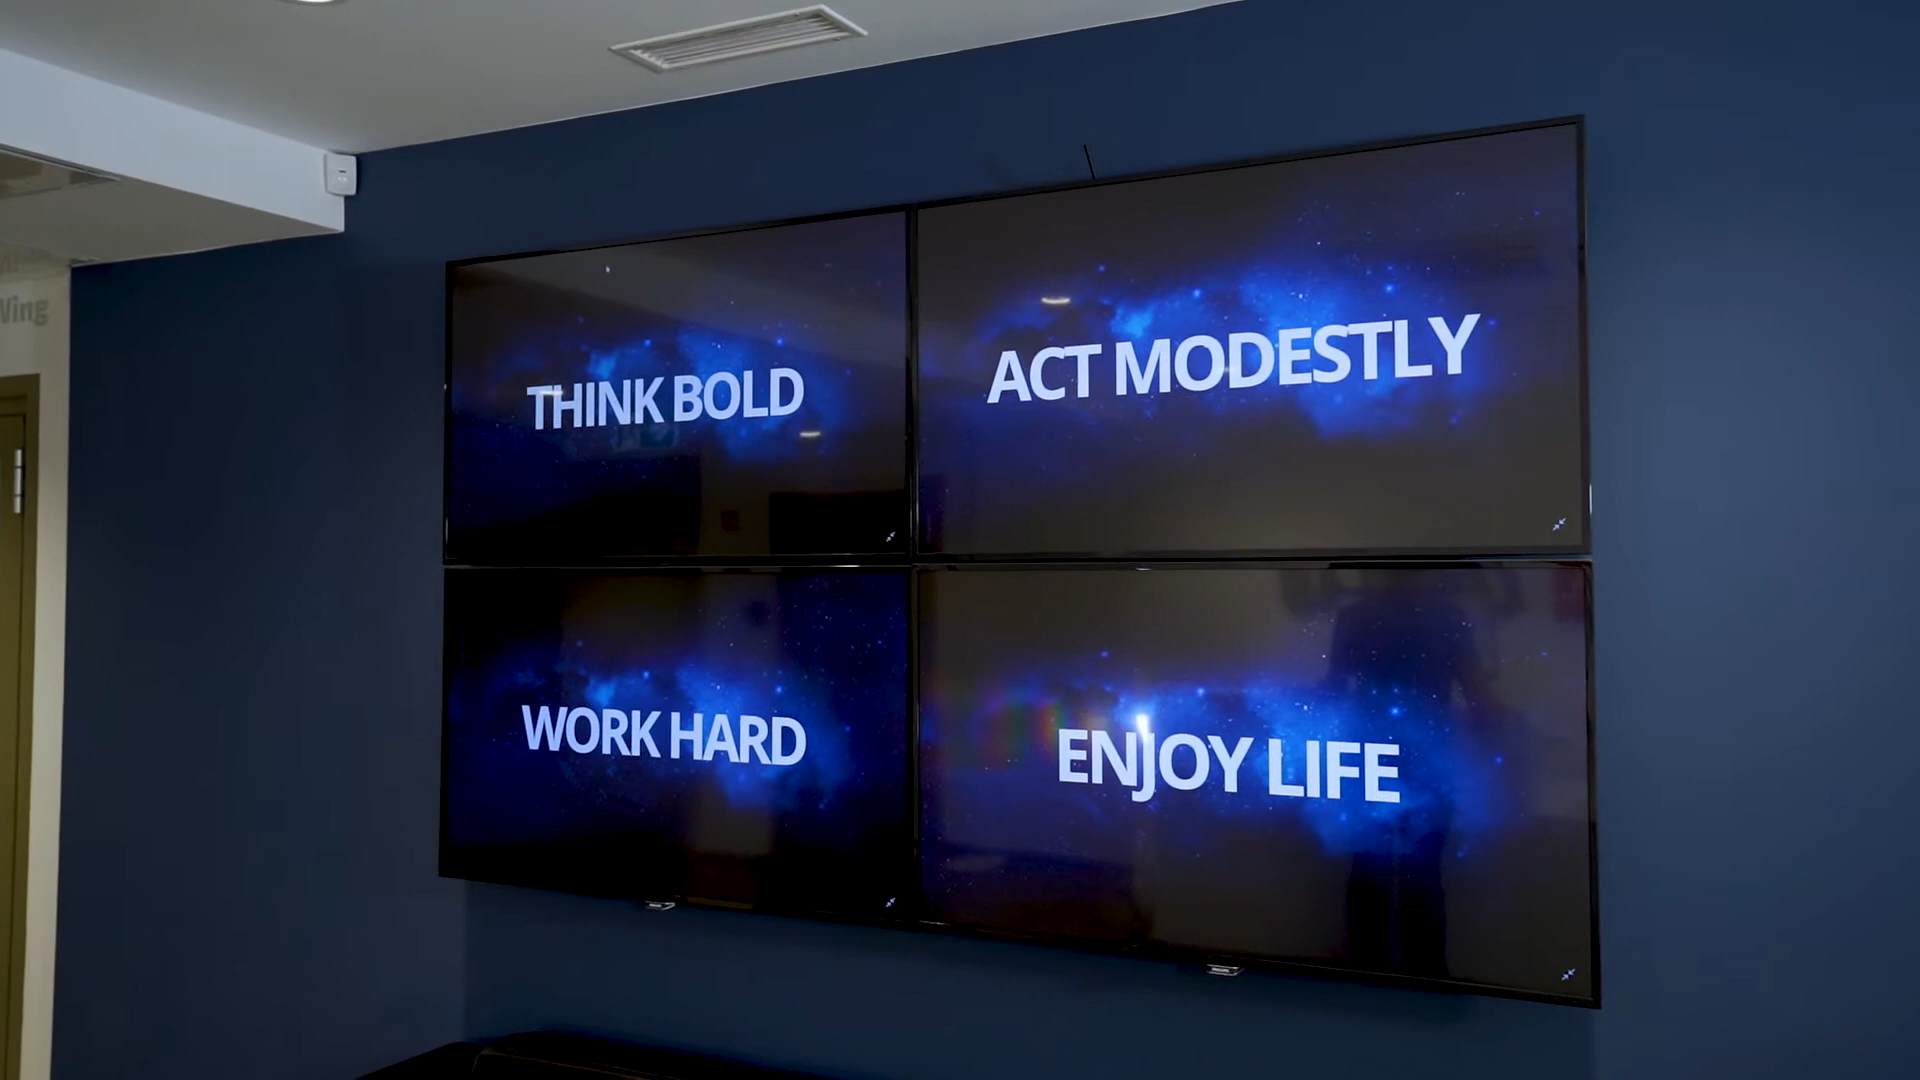 Wing
THINK BOLD
ACT MODESTLY
WORK HARD
ENJOY LIFE